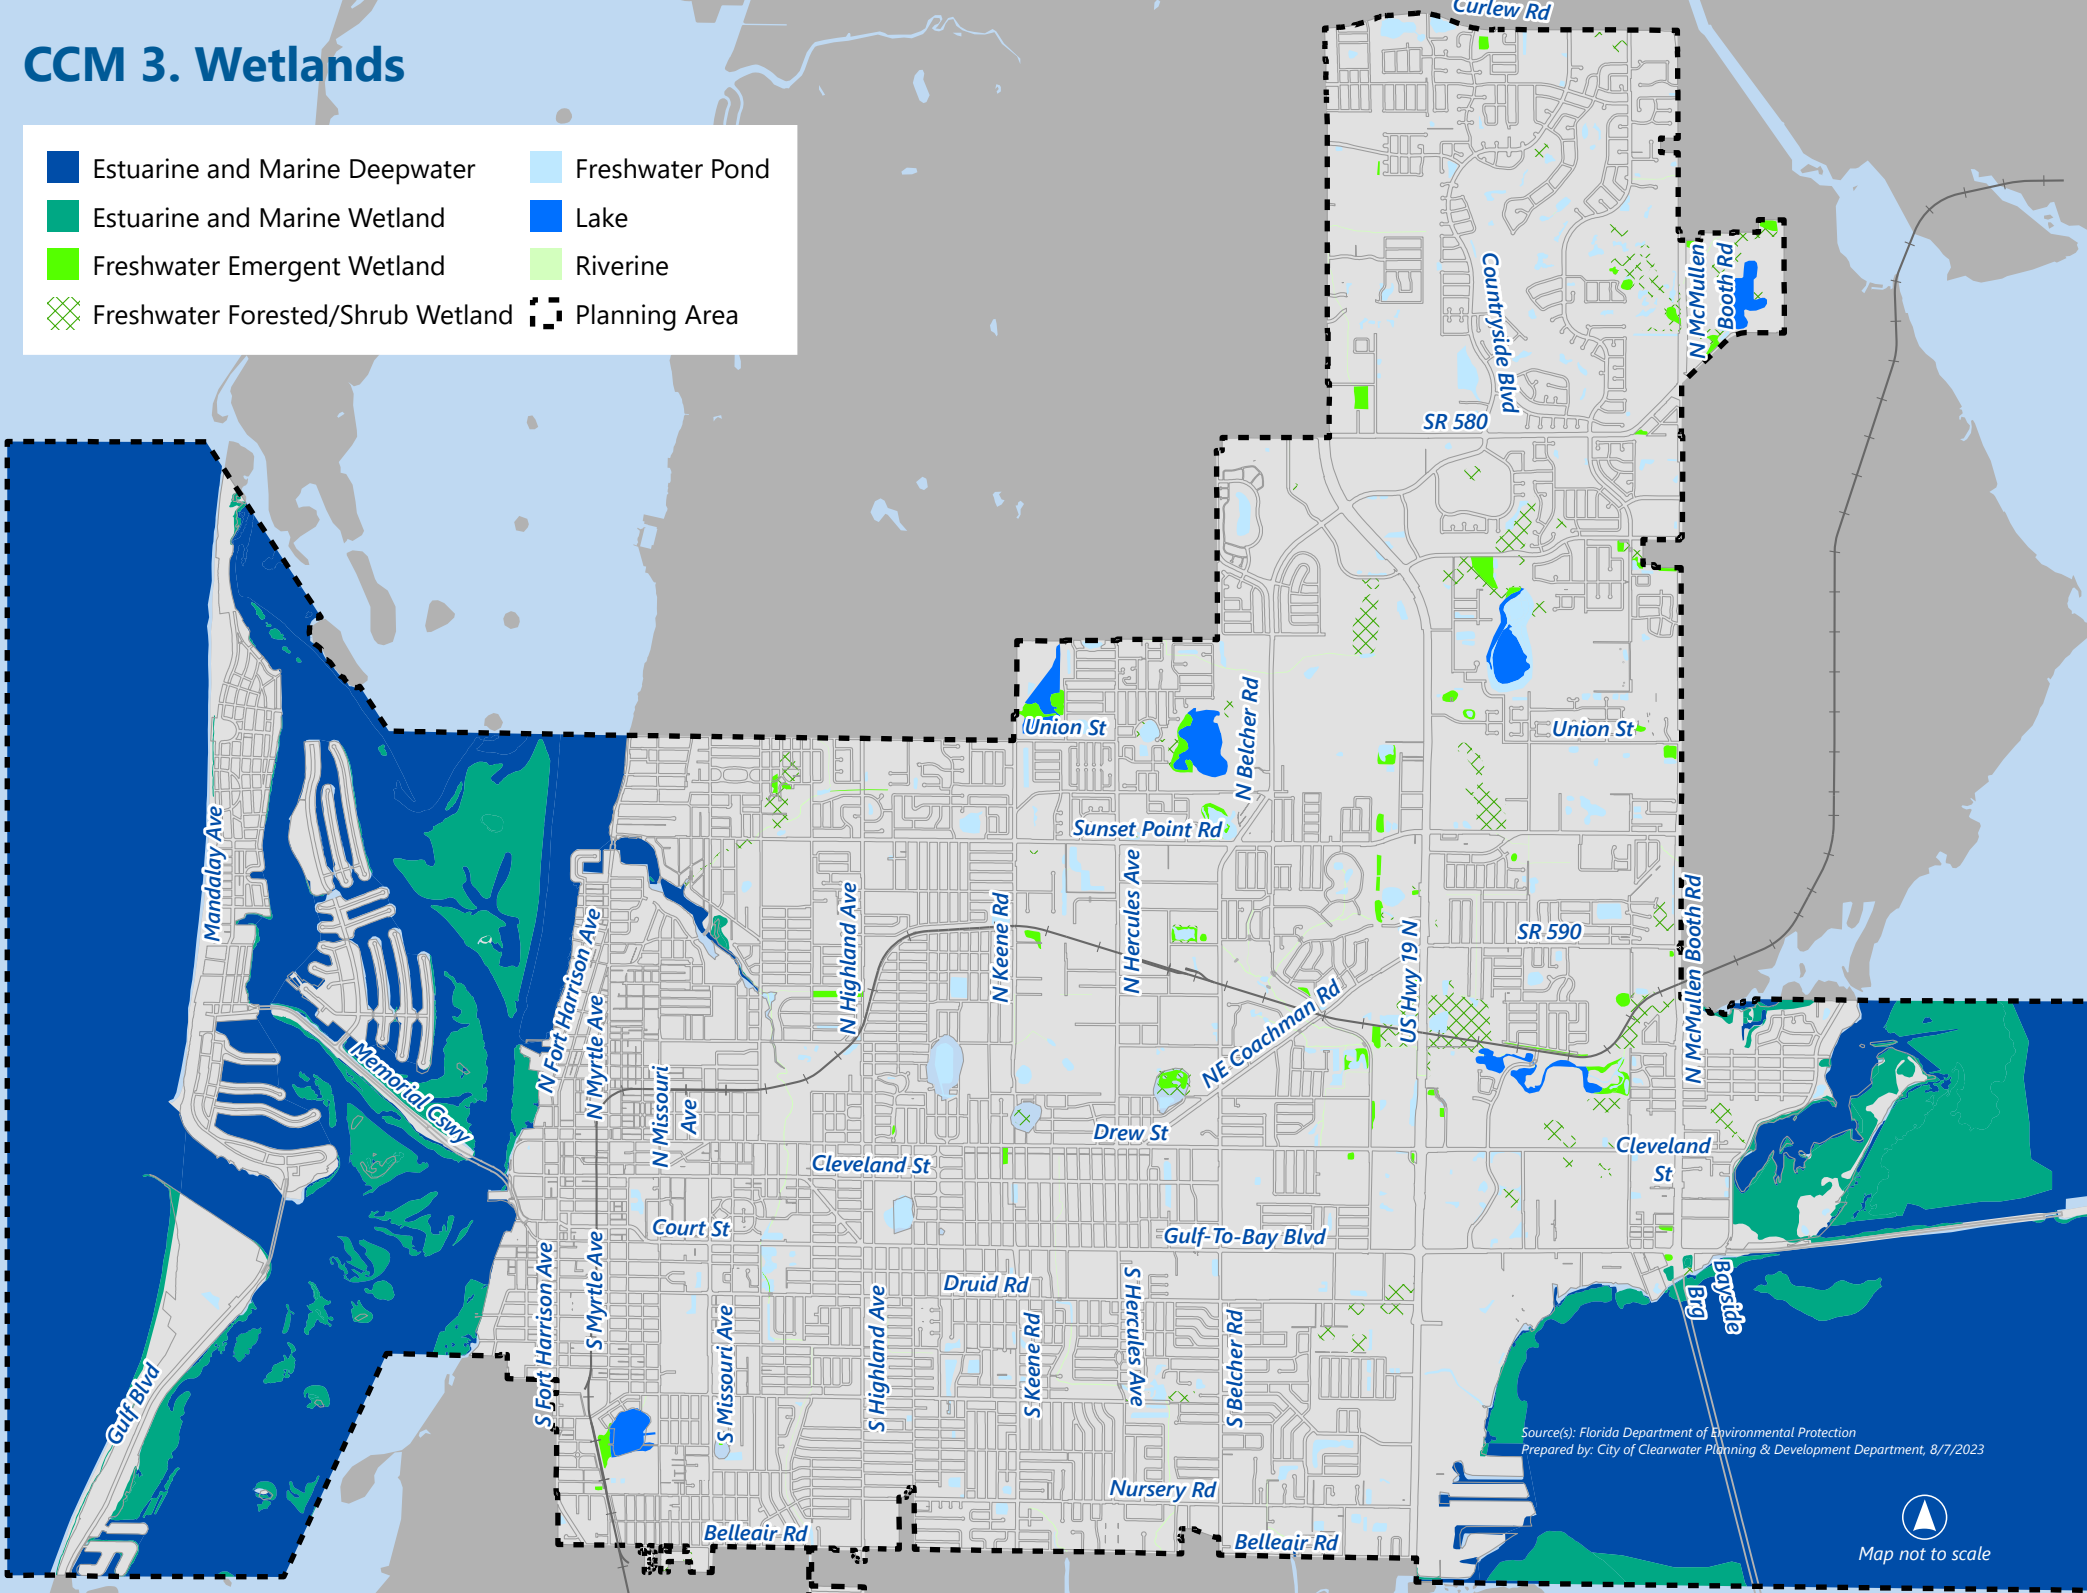 Curlew Rd
CCM 3. Wetlands
Estuarine and Marine Deepwater
Estuarine and Marine Wetland
Freshwater Emergent Wetland
Freshwater Forested/Shrub Wetland
Freshwater Pond
Lake
Riverine
Planning Area
Countryside Blvd
N McMullen
Booth Rd
SR 580
Union St
N Belcher Rd
Union St
Mandalay Ave
Sunset Point Rd
N Hercules Ave
N Highland Ave
N Keene Rd
N Fort Harrison Ave
N Myrtle Ave
US Hwy 19 N
SR 590
N McMullen Booth Rd
NE Coachman Rd
Memorial Cswy
N Missouri
Ave
Drew St
Cleveland St
Cleveland
St
Court St
Gulf-To-Bay Blvd
Druid Rd
S Fort Harrison Ave
S Myrtle Ave
S Missouri Ave
S Highland Ave
S Keene Rd
S Hercules Ave
S Belcher Rd
Bayside
Brg
Gulf Blvd
Source(s): Florida Department of Environmental Protection
Prepared by: City of Clearwater Planning & Development Department, 8/7/2023
Nursery Rd
Belleair Rd
Belleair Rd
Map not to scale